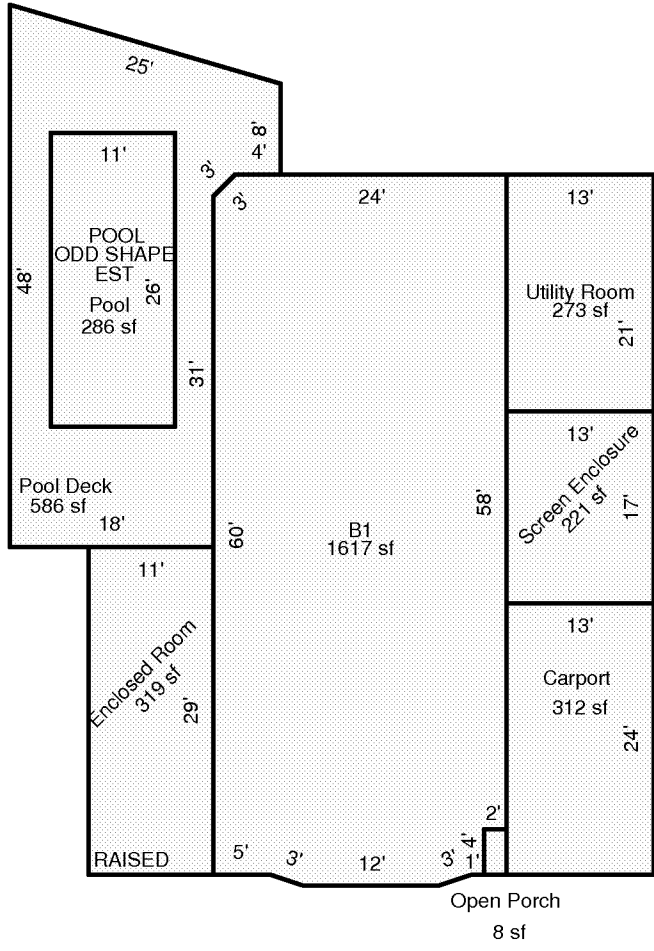 25'
8'
4'
3'
3'
11'
24'
13'
POOL
ODD SHAPE
EST
Pool
286 sf
26'
48'
Utility Room
273 sf
21'
31'
13'
Screen Enclosure
221 sf
17'
Pool Deck
586 sf
18'
60'
B1
1617 sf
58'
11'
Enclosed Room
319 sf
29'
13'
Carport
312 sf
24'
2'
4'
1'
RAISED
5'
3'
12'
3'
Open Porch
8 sf